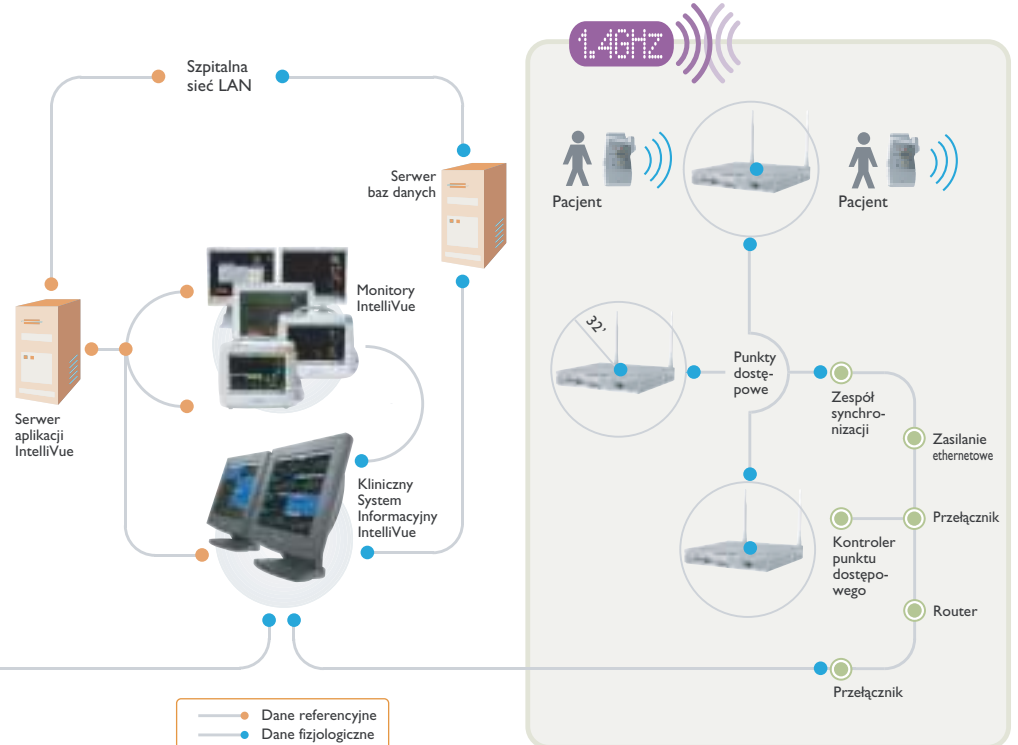 1.4GHZ
Szpitalna
sieć LAN
Serwer
baz danych
Pacjent
Pacjent
Monitory
IntelliVue
32'
Punkty
dostę-
powe
Zespół
synchro-
nizacji
Serwer
aplikacji
IntelliVue
Zasilanie
ethernetowe
Kliniczny
System
Informacyjny
IntelliVue
Przełącznik
Kontroler
punktu
dostępo-
wego
Router
Przełącznik
Dane referencyjne
Dane fizjologiczne